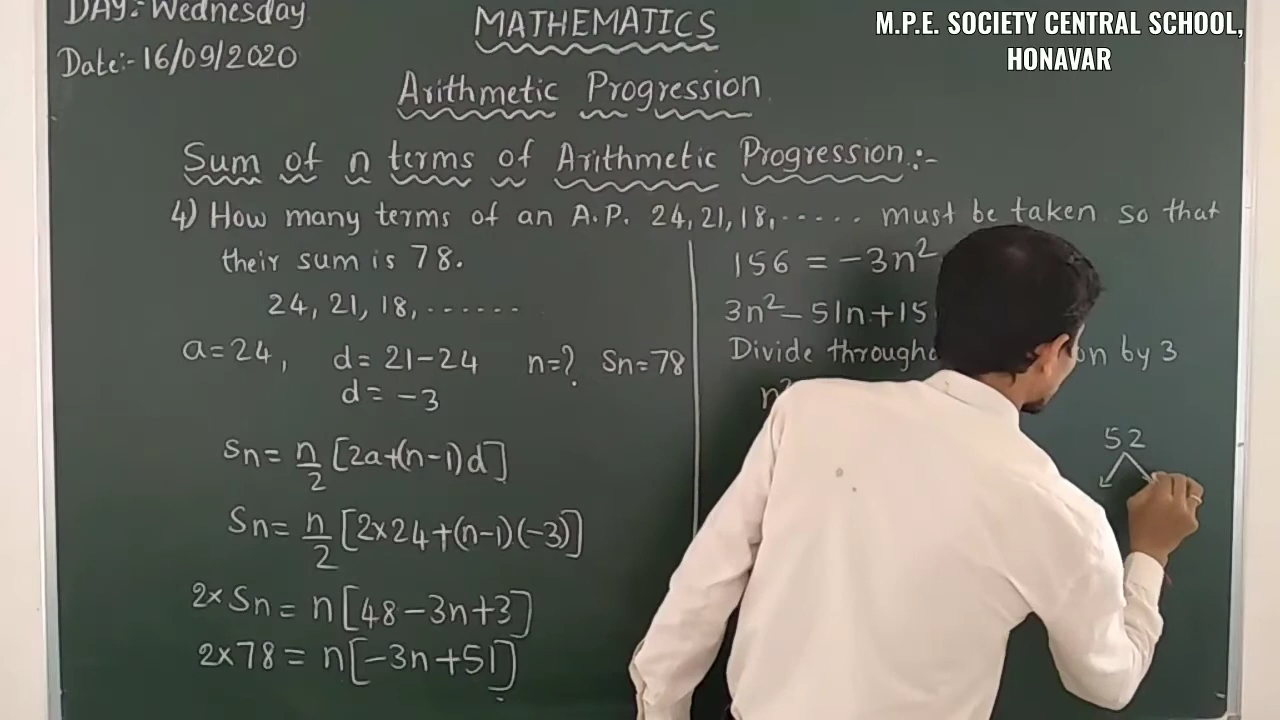 DAY:- Wednesday
Date:- 16/09/2020
MATHEMATICS
M.P.E. SOCIETY CENTRAL SCHOOL,
HONAVAR
Arithmetic Progression
Sum of n terms of Arithmetic Progression:-
4) How many terms of an A.P. 24, 21, 18, ..... must be taken so that
their sum is 78.
24, 21, 18, .......
a=24, d= 21-24 n=? Sn=78
d= -3
Sn= n/2 [2a+(n-1)d]
Sn= n/2 [2×24+(n-1)(-3)]
2×Sn= n[48-3n+3]
2×78 = n[-3n+51]
156 = -3n²
3n²- 51n+15
Divide on by 3
52